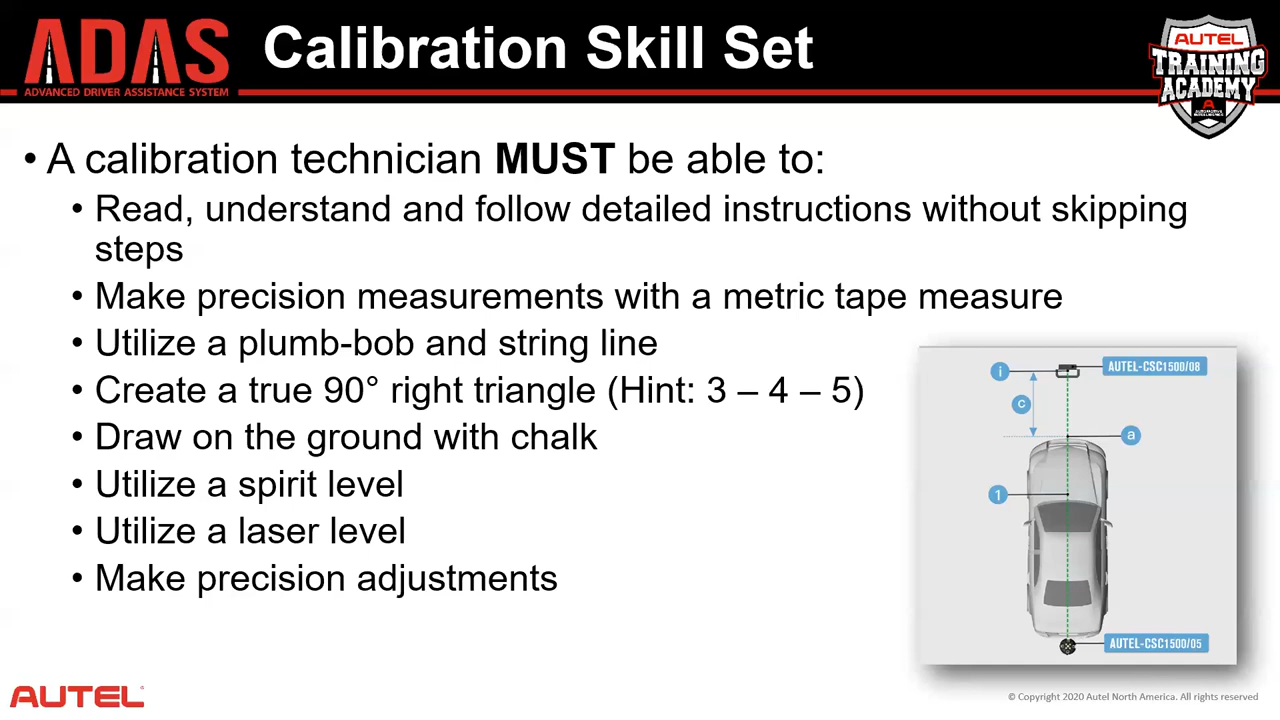 ADAS
ADVANCED DRIVER ASSISTANCE SYSTEM
Calibration Skill Set
AUTEL
TRAINING
ACADEMY
• A calibration technician MUST be able to:
• Read, understand and follow detailed instructions without skipping
steps
• Make precision measurements with a metric tape measure
• Utilize a plumb-bob and string line
• Create a true 90° right triangle (Hint: 3 – 4 – 5)
• Draw on the ground with chalk
• Utilize a spirit level
• Utilize a laser level
• Make precision adjustments
i
AUTEL-CSC1500/08
c
a
1
AUTEL-CSC1500/05
AUTEL
© Copyright 2020 Autel North America. All rights reserved